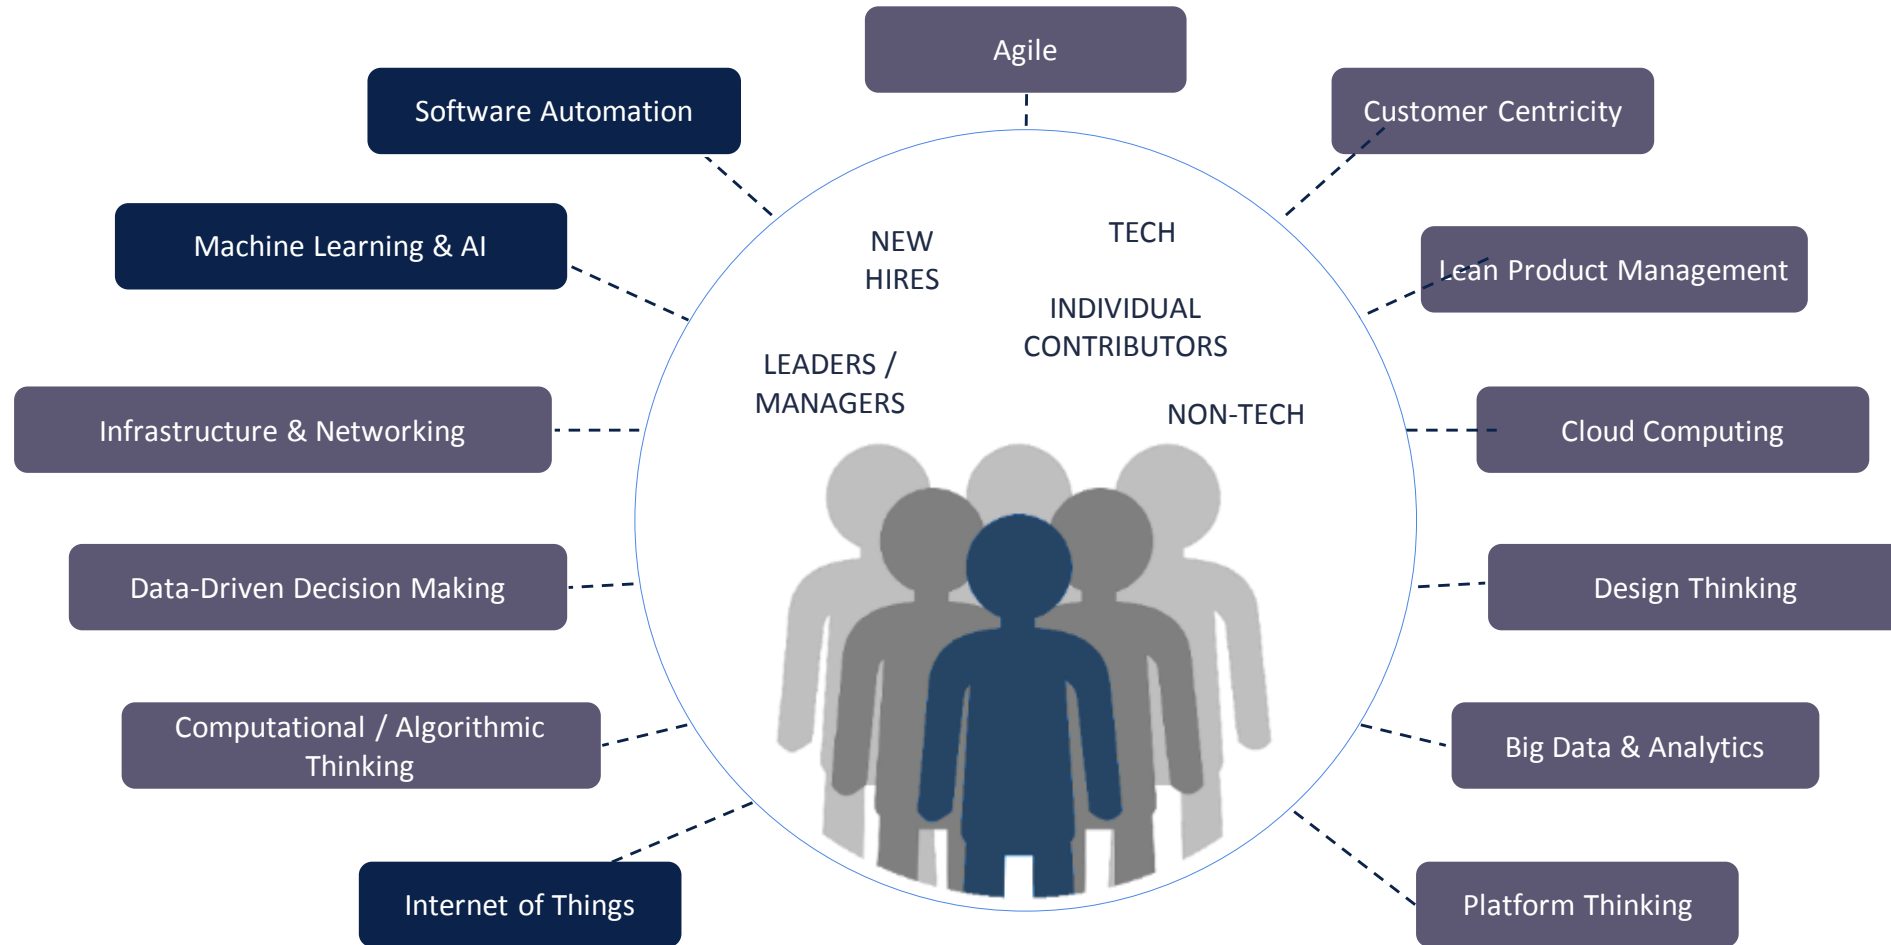 Agile
Software Automation
Customer Centricity
Machine Learning & AI
NEW
HIRES
TECH
Lean Product Management
INDIVIDUAL
CONTRIBUTORS
LEADERS /
MANAGERS
NON-TECH
Infrastructure & Networking
Cloud Computing
Data-Driven Decision Making
Design Thinking
Computational / Algorithmic
Thinking
Big Data & Analytics
Internet of Things
Platform Thinking